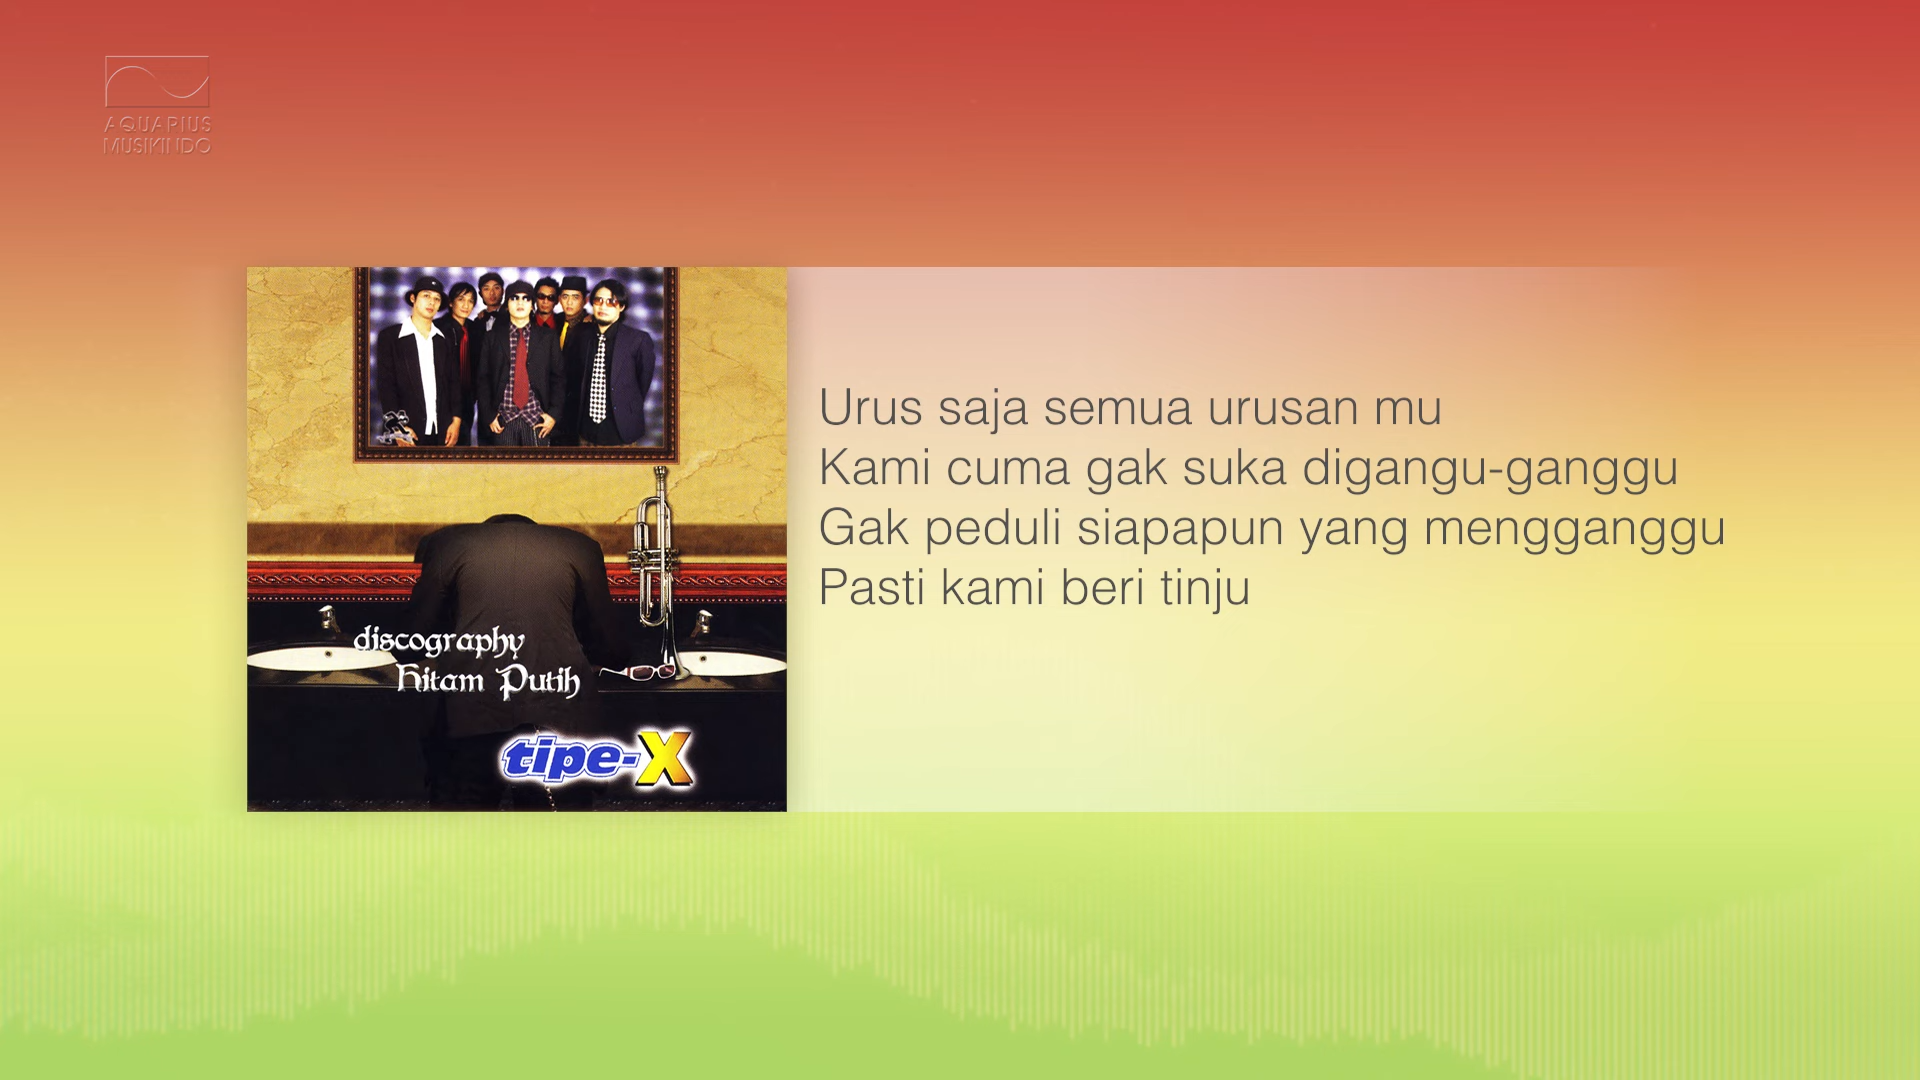 AQUARIUS
MUSIKINDO
Urus saja semua urusan mu
Kami cuma gak suka digangu-ganggu
Gak peduli siapapun yang mengganggu
Pasti kami beri tinju
discography
Hitam Putih
tipe-X